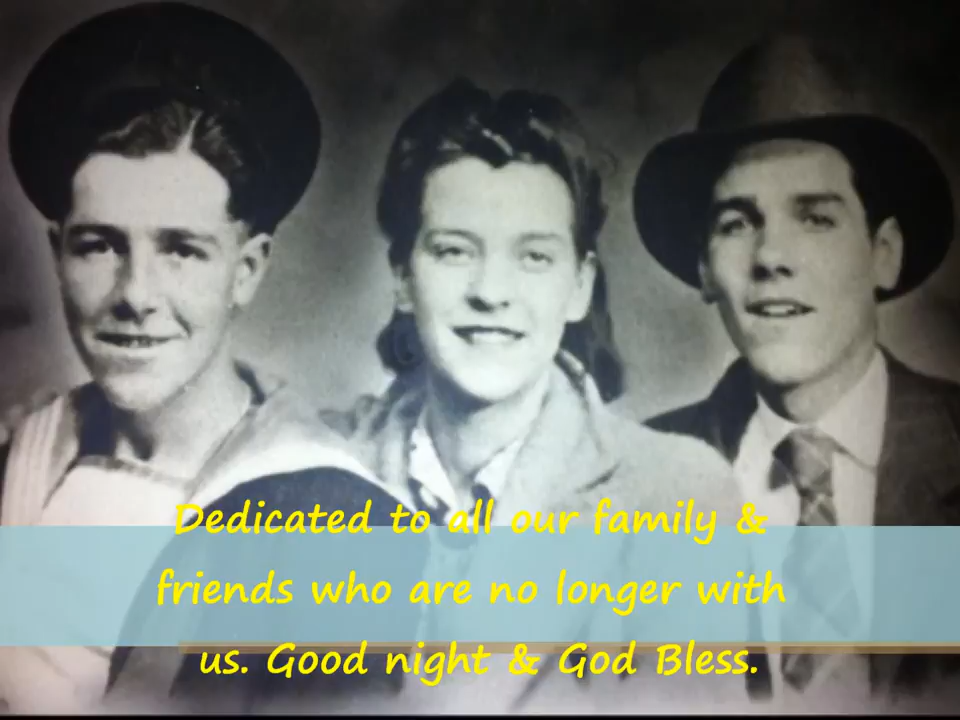 Dedicated to all our family &
friends who are no longer with
us. Good night & God Bless.